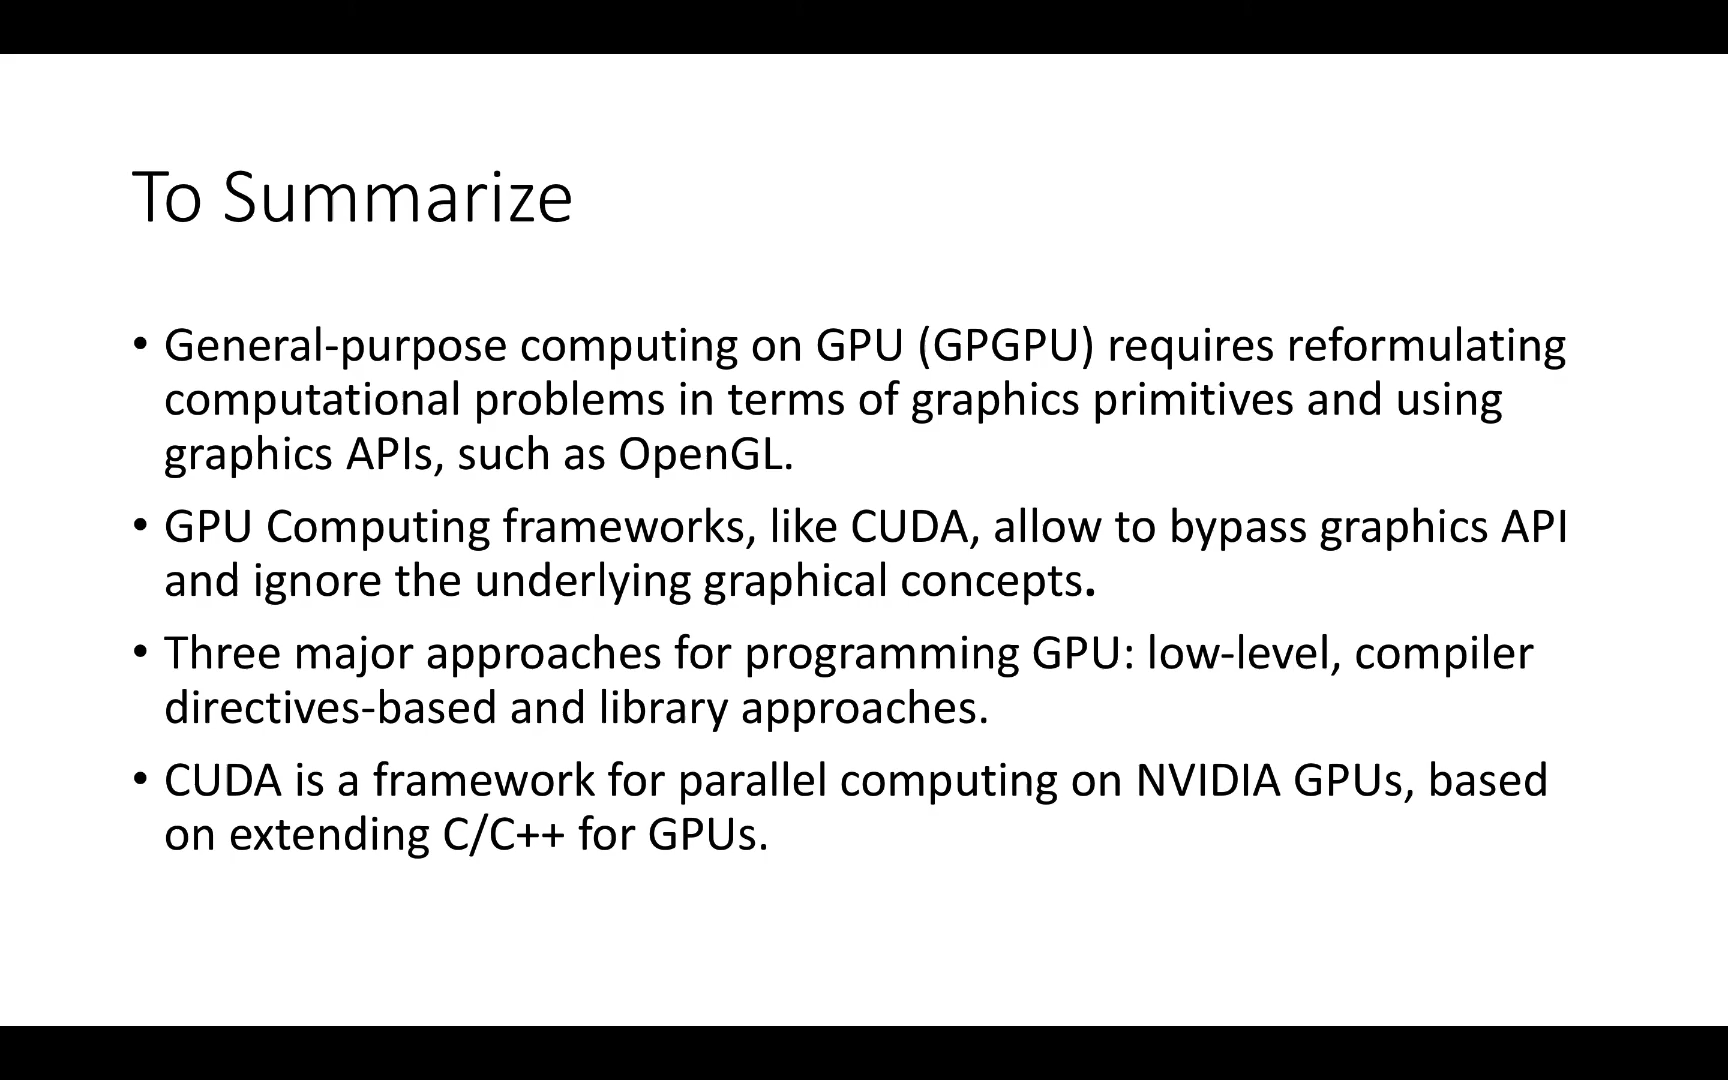 To Summarize
• General-purpose computing on GPU (GPGPU) requires reformulating
computational problems in terms of graphics primitives and using
graphics APIs, such as OpenGL.
• GPU Computing frameworks, like CUDA, allow to bypass graphics API
and ignore the underlying graphical concepts.
• Three major approaches for programming GPU: low-level, compiler
directives-based and library approaches.
• CUDA is a framework for parallel computing on NVIDIA GPUs, based
on extending C/C++ for GPUs.